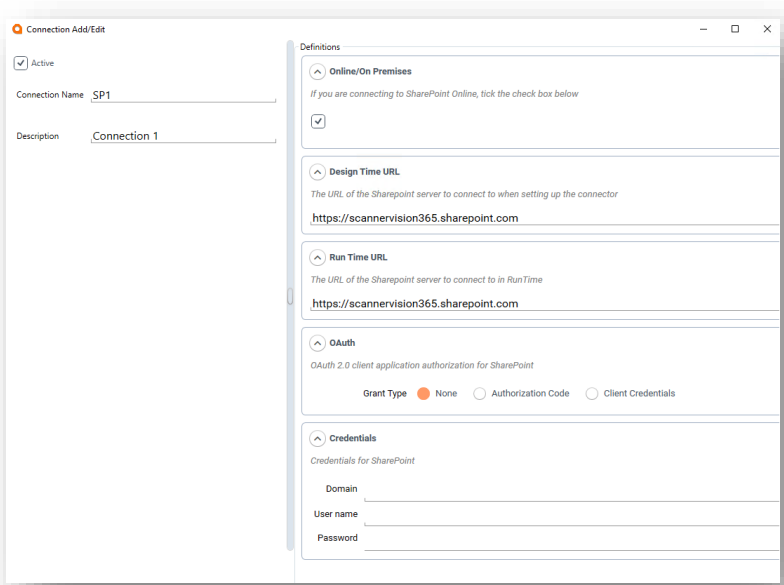 Connection Add/Edit
Active
Connection Name SP1
Description Connection 1
Definitions
Online/On Premises
If you are connecting to SharePoint Online, tick the check box below
Design Time URL
The URL of the Sharepoint server to connect to when setting up the connector
https://scannervision365.sharepoint.com
Run Time URL
The URL of the Sharepoint server to connect to in RunTime
https://scannervision365.sharepoint.com
OAuth
OAuth 2.0 client application authorization for SharePoint
Grant Type None Authorization Code Client Credentials
Credentials
Credentials for SharePoint
Domain
User name
Password